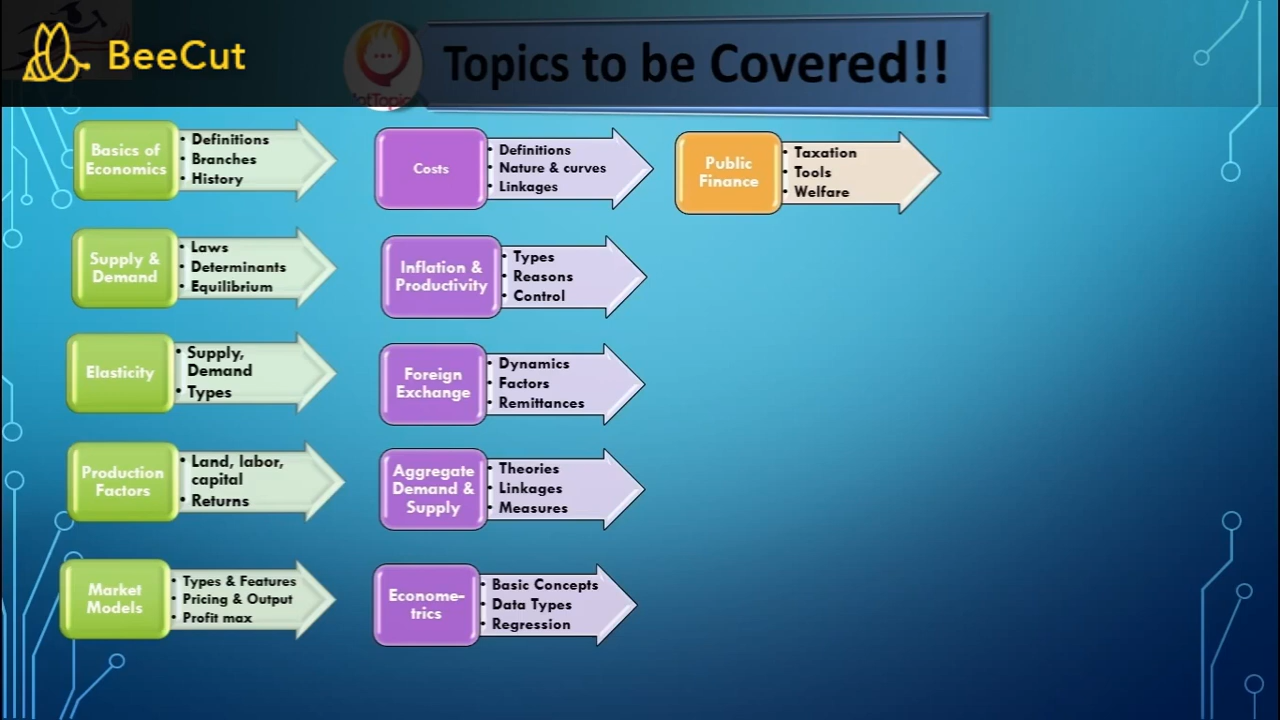 BeeCut
Topics to be Covered!!
Basics of
Economics
• Definitions
• Branches
• History
Supply &
Demand
• Laws
• Determinants
• Equilibrium
Elasticity
• Supply,
Demand
• Types
Production
Factors
• Land, labor,
capital
• Returns
Market
Models
• Types & Features
• Pricing & Output
• Profit max
Costs
• Definitions
• Nature & curves
• Linkages
Inflation &
Productivity
• Types
• Reasons
• Control
Foreign
Exchange
• Dynamics
• Factors
• Remittances
Aggregate
Demand &
Supply
• Theories
• Linkages
• Measures
Econome-
trics
• Basic Concepts
• Data Types
• Regression
Public
Finance
• Taxation
• Tools
• Welfare